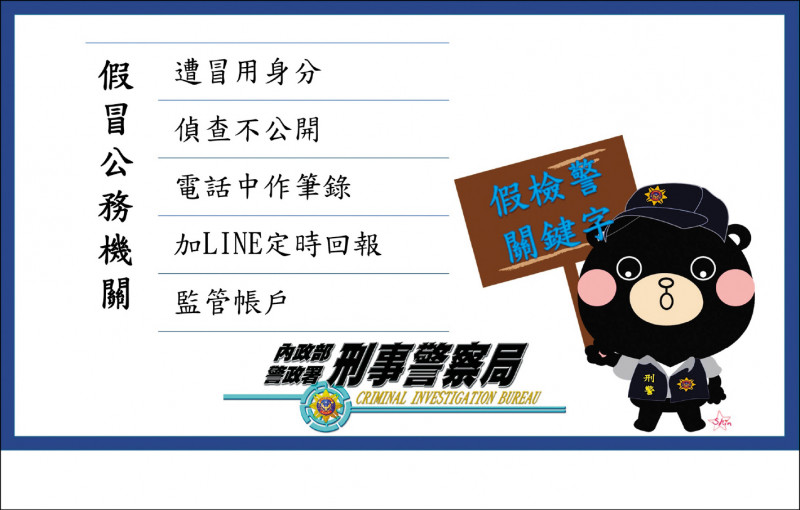 假冒公務機關
遭冒用身分
偵查不公開
電話中作筆錄
加LINE定時回報
監管帳戶
假檢警
關鍵字
刑警
內政部
警政署
刑事警察局
CRIMINAL INVESTIGATION BUREAU